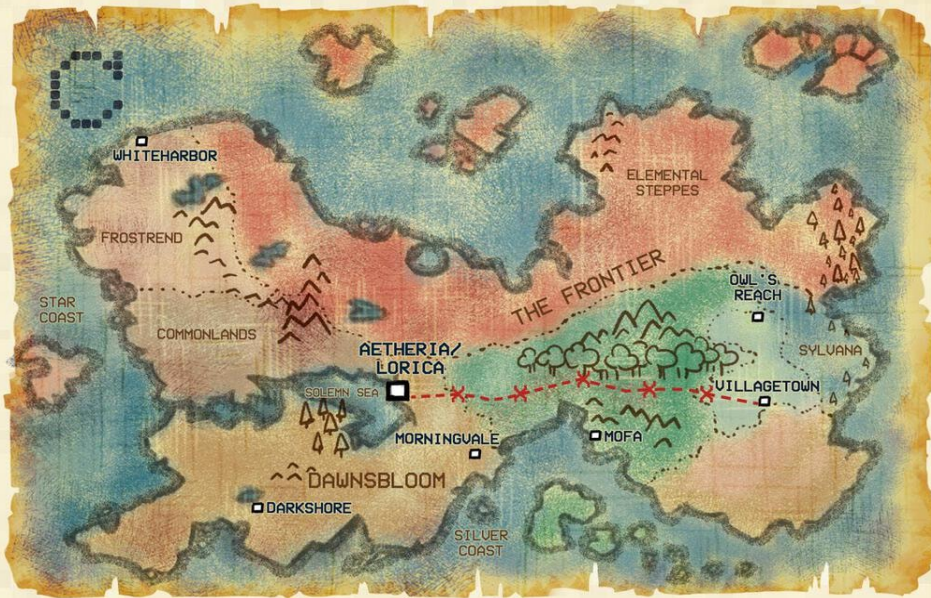 WHITEHARBOR
ELEMENTAL
STEPPES
FROSTREND
THE FRONTIER
OWL'S
REACH
STAR
COAST
COMMONLANDS
AETHERIA/
LORICA
SYLVANA
SOLEMN SEA
VILLAGETOWN
MORNINGVALE
MOFA
DAWNSBLOOM
DARKSHORE
SILVER
COAST